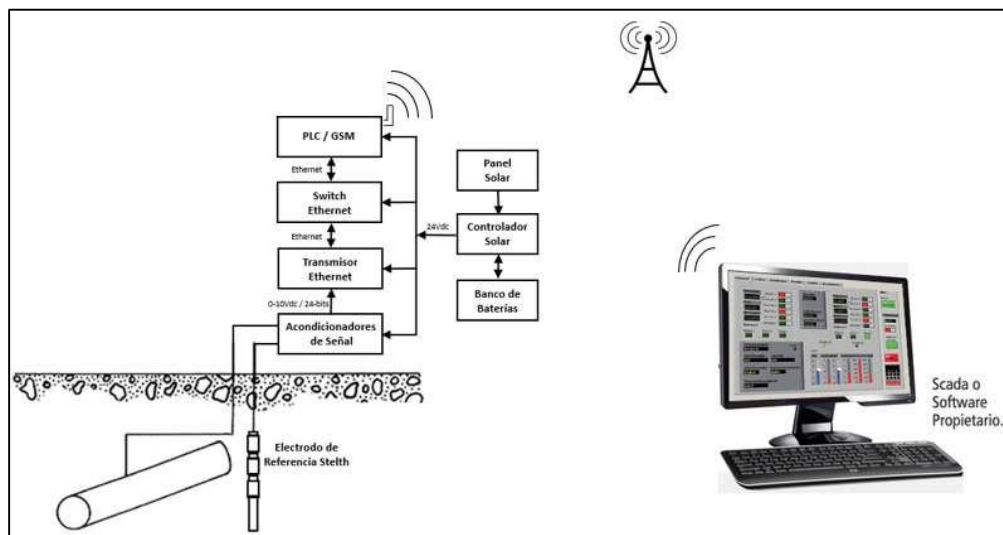 PLC / GSM
Ethernet
Switch
Ethernet
Ethernet
Transmisor
Ethernet
0-10Vdc / 24-bits
Acondicionadores
de Señal
Panel
Solar
24Vdc
Controlador
Solar
Banco de
Baterías
Electrodo de
Referencia Stelth
Scada o
Software
Propietario.